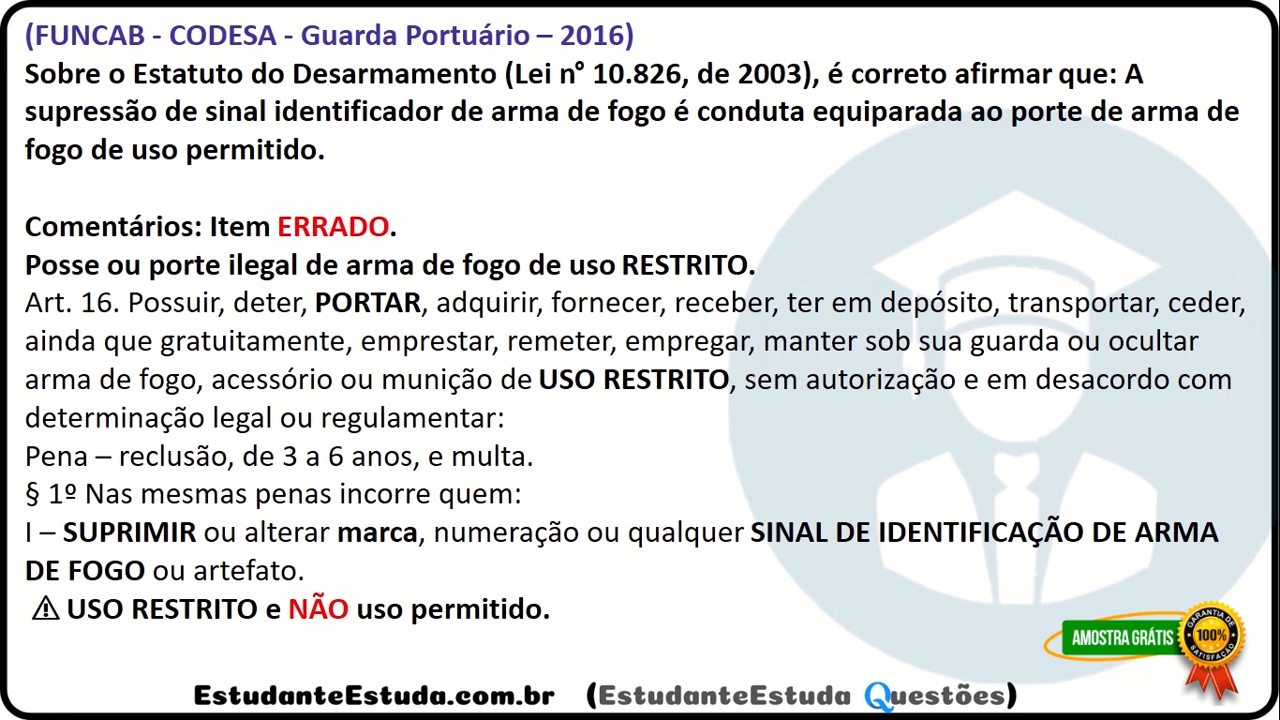 (FUNCAB - CODESA - Guarda Portuário – 2016)
Sobre o Estatuto do Desarmamento (Lei n° 10.826, de 2003), é correto afirmar que: A
supressão de sinal identificador de arma de fogo é conduta equiparada ao porte de arma de
fogo de uso permitido.
Comentários: Item ERRADO.
Posse ou porte ilegal de arma de fogo de uso RESTRITO.
Art. 16. Possuir, deter, PORTAR, adquirir, fornecer, receber, ter em depósito, transportar, ceder,
ainda que gratuitamente, emprestar, remeter, empregar, manter sob sua guarda ou ocultar
arma de fogo, acessório ou munição de USO RESTRITO, sem autorização e em desacordo com
determinação legal ou regulamentar:
Pena – reclusão, de 3 a 6 anos, e multa.
§ 1º Nas mesmas penas incorre quem:
I – SUPRIMIR ou alterar marca, numeração ou qualquer SINAL DE IDENTIFICAÇÃO DE ARMA
DE FOGO ou artefato.
⚠ USO RESTRITO e NÃO uso permitido.
AMOSTRA GRÁTIS
GARANTIA DE
100%
SATISFAÇÃO
EstudanteEstuda.com.br (EstudanteEstuda Questões)